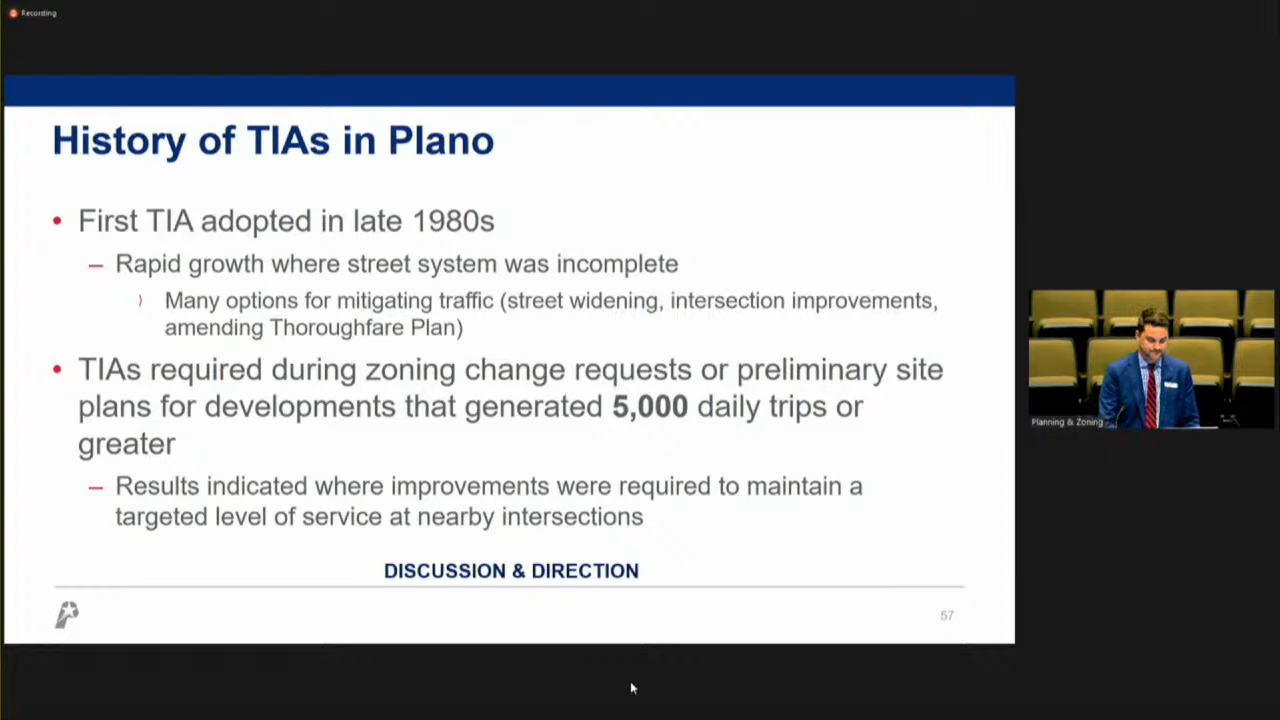 Recording
History of TIAs in Plano
• First TIA adopted in late 1980s
– Rapid growth where street system was incomplete
⟩ Many options for mitigating traffic (street widening, intersection improvements,
amending Thoroughfare Plan)
• TIAs required during zoning change requests or preliminary site
plans for developments that generated 5,000 daily trips or
greater
– Results indicated where improvements were required to maintain a
targeted level of service at nearby intersections
DISCUSSION & DIRECTION
57
Planning & Zoning